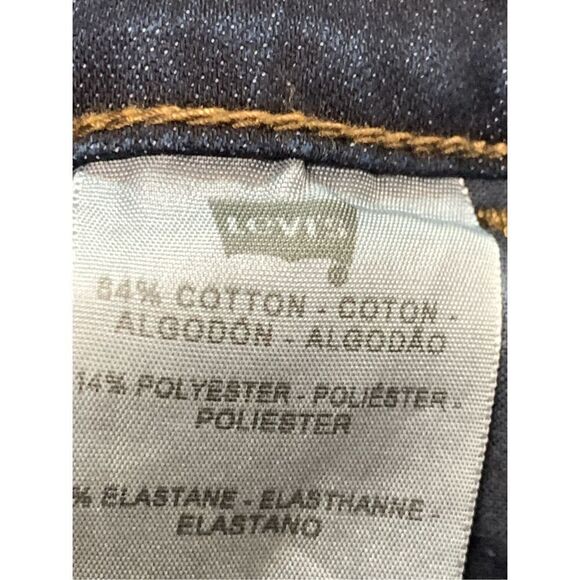 LEVI'S
84% COTTON - COTON -
ALGODÓN - ALGODÃO
14% POLYESTER - POLIÉSTER -
POLIESTER
% ELASTANE - ELASTHANNE -
ELASTANO